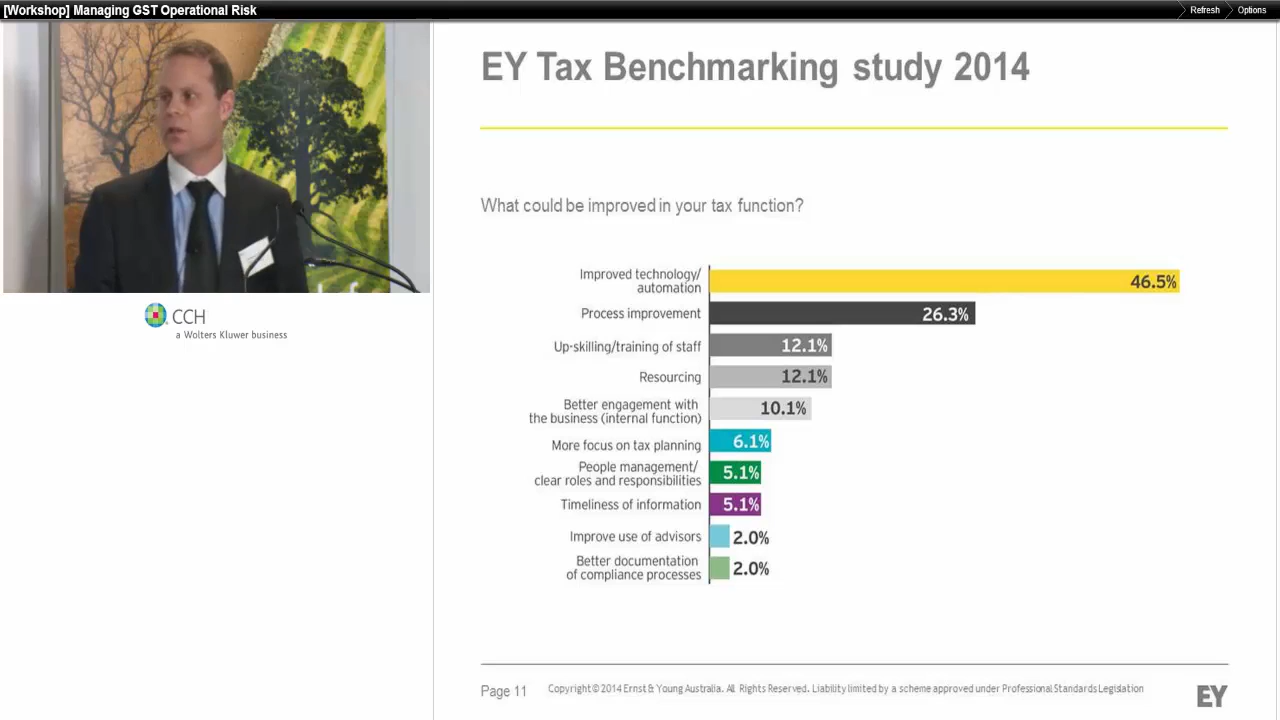 [Workshop] Managing GST Operational Risk
Refresh
Options
CCH
a Wolters Kluwer business
EY Tax Benchmarking study 2014
What could be improved in your tax function?
Improved technology/
automation
46.5%
Process improvement
26.3%
Up-skilling/training of staff
12.1%
Resourcing
12.1%
Better engagement with
the business (internal function)
10.1%
More focus on tax planning
6.1%
People management/
clear roles and responsibilities
5.1%
Timeliness of information
5.1%
Improve use of advisors
2.0%
Better documentation
of compliance processes
2.0%
Page 11
Copyright © 2014 Ernst & Young Australia. All Rights Reserved. Liability limited by a scheme approved under Professional Standards Legislation
EY